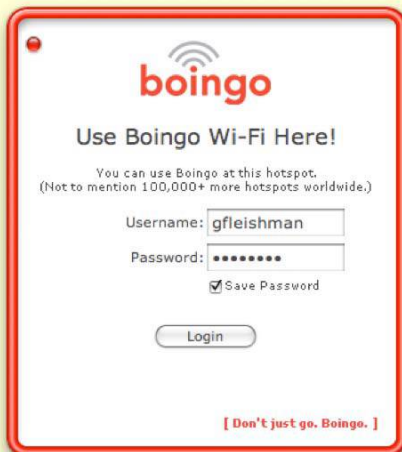 boingo
Use Boingo Wi-Fi Here!
You can use Boingo at this hotspot.
(Not to mention 100,000+ more hotspots worldwide.)
Username: gfleishman
Password: ••••••••
Save Password
Login
[ Don't just go. Boingo. ]